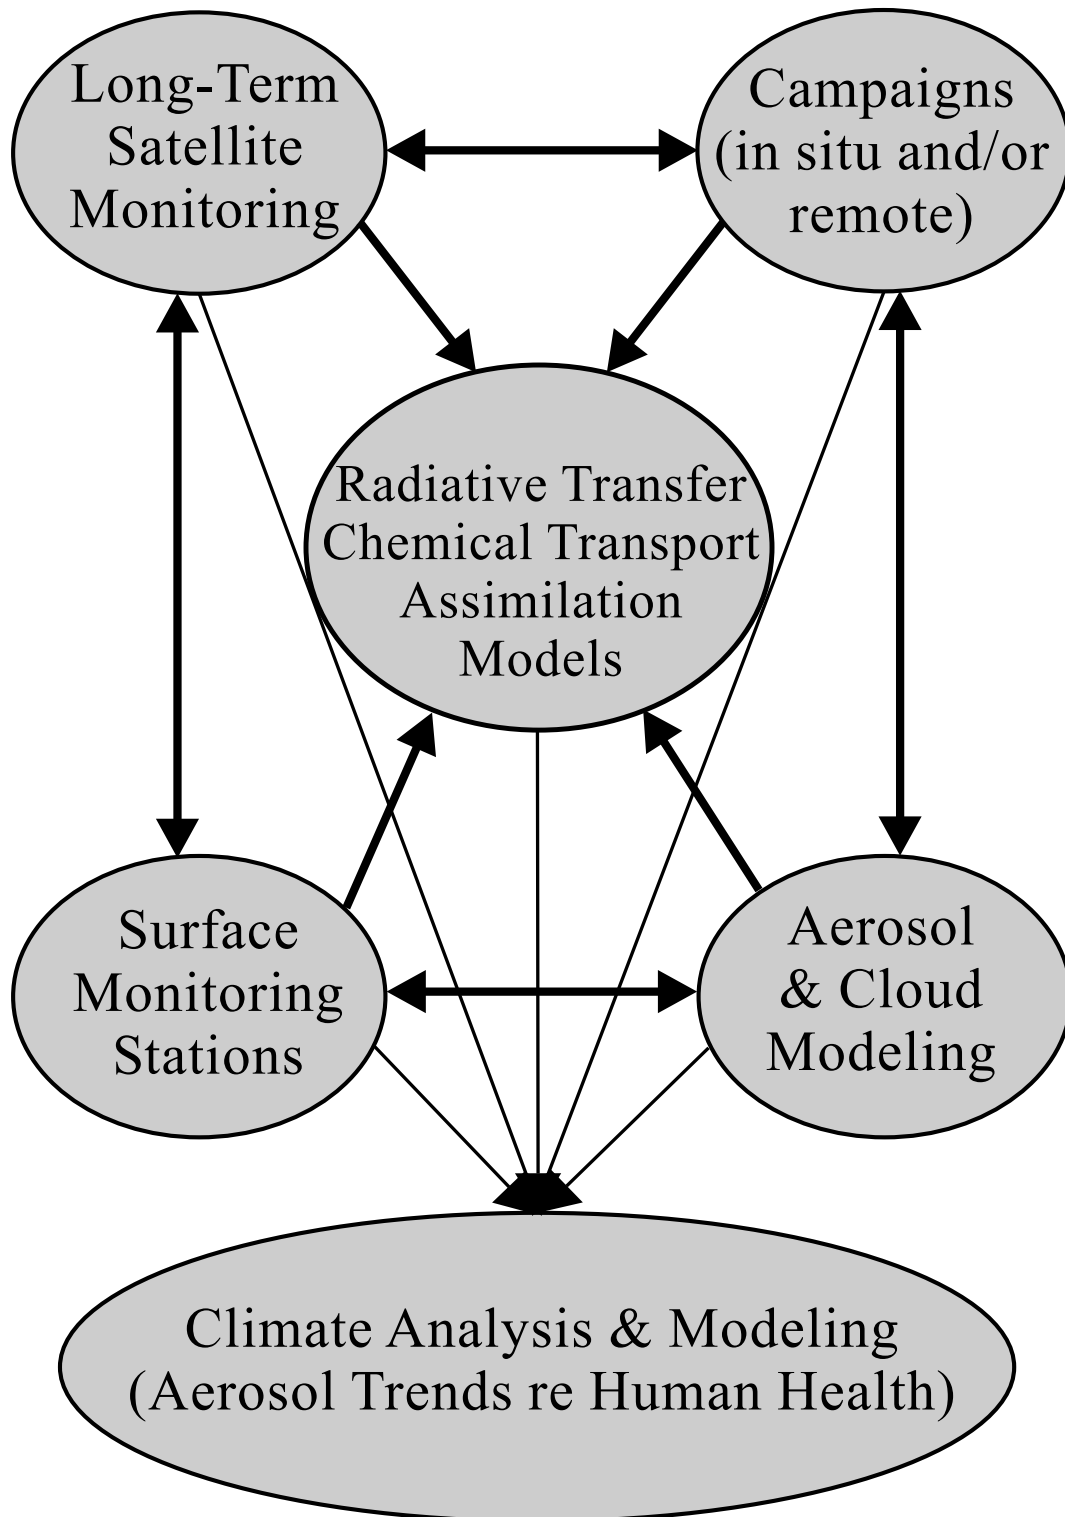 Long-Term
Satellite
Monitoring
Campaigns
(in situ and/or
remote)
Radiative Transfer
Chemical Transport
Assimilation
Models
Surface
Monitoring
Stations
Aerosol
& Cloud
Modeling
Climate Analysis & Modeling
(Aerosol Trends re Human Health)